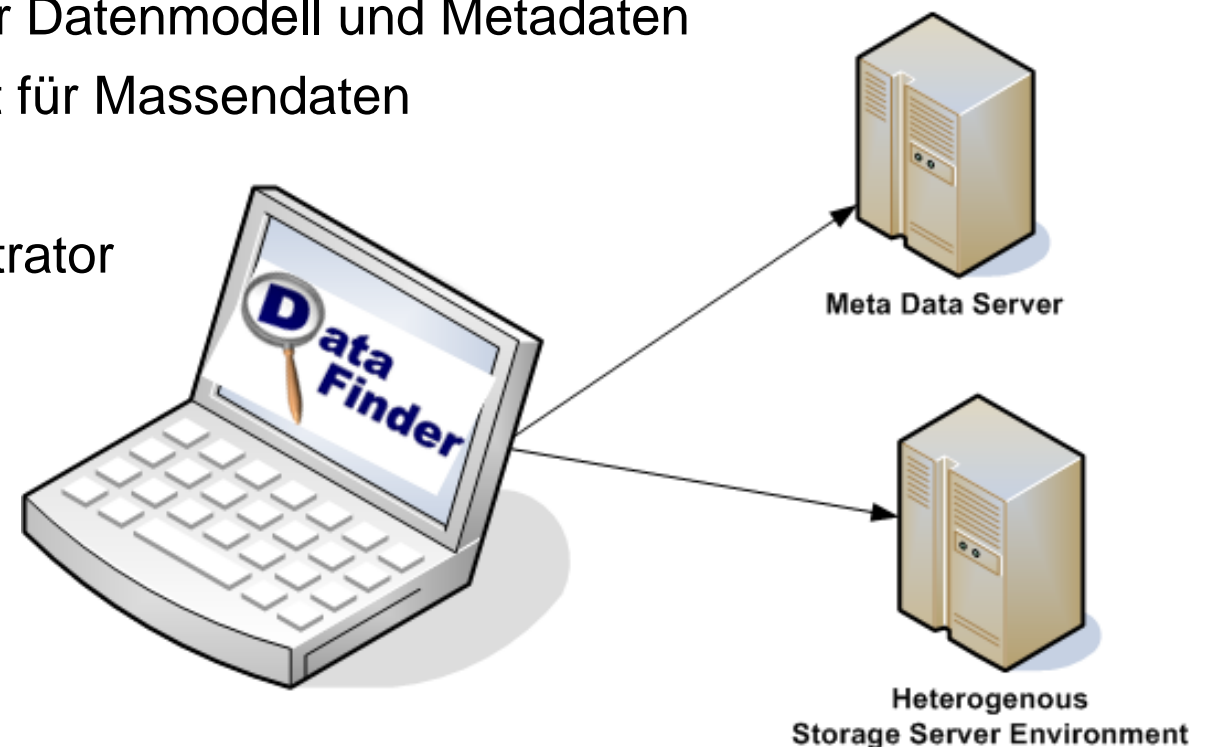 r Datenmodell und Metadaten
t für Massendaten
trator
Data
Finder
Meta Data Server
Heterogenous
Storage Server Environment